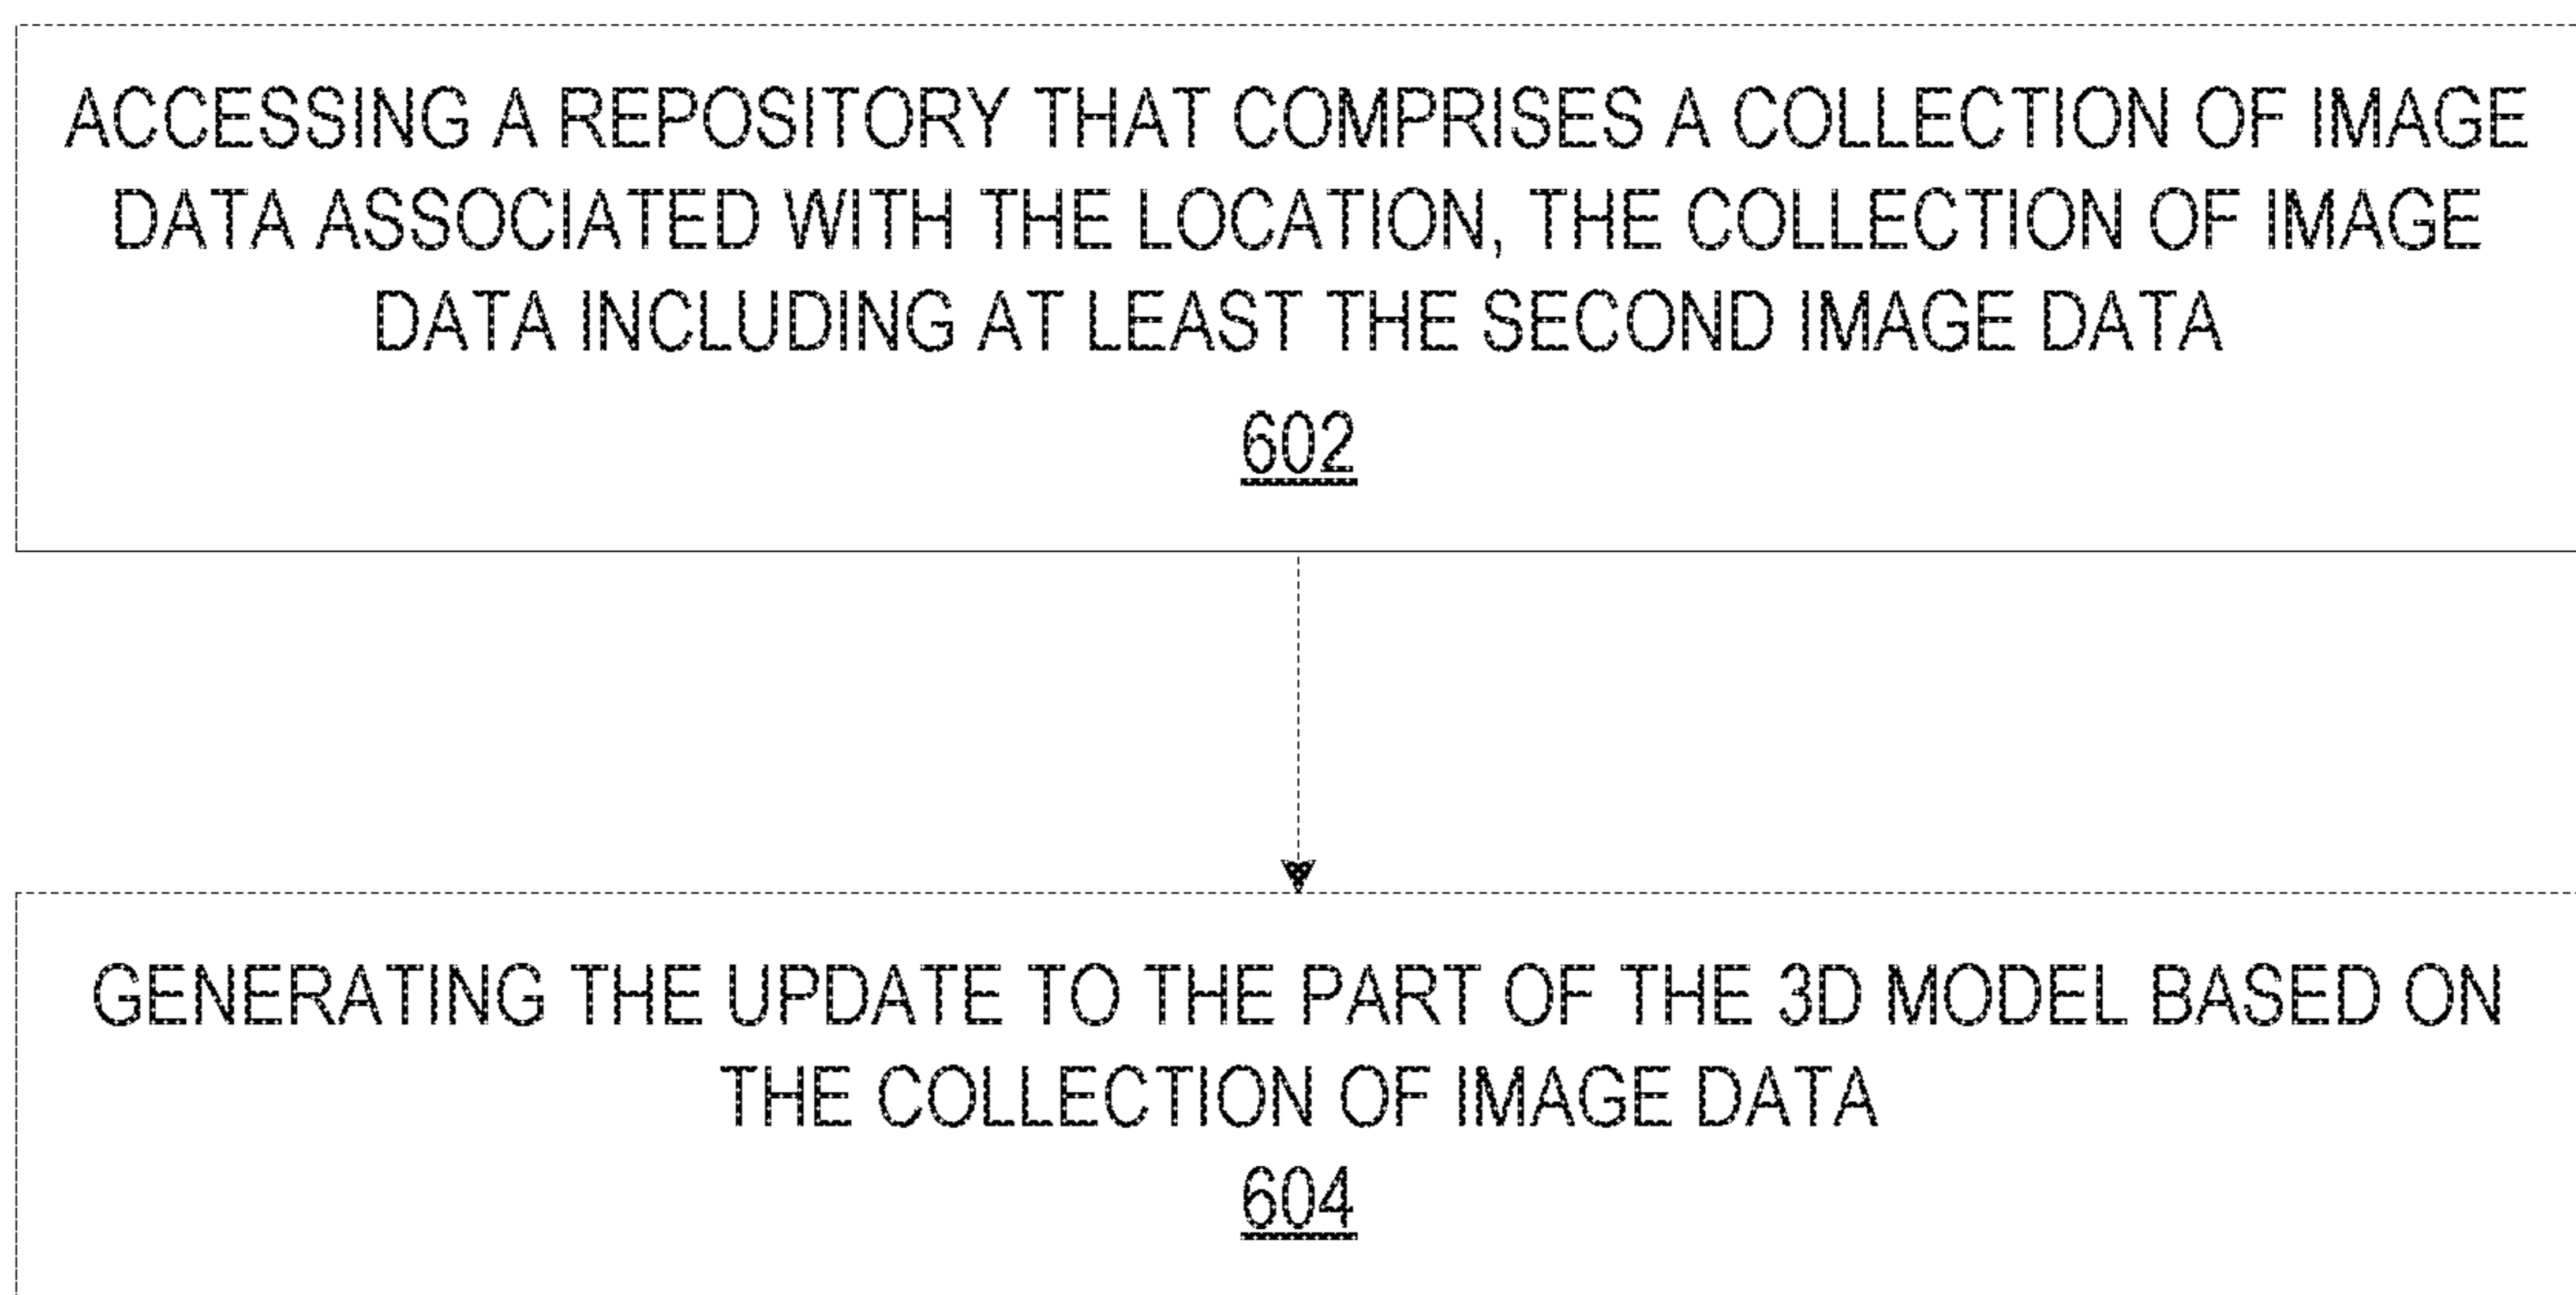 ACCESSING A REPOSITORY THAT COMPRISES A COLLECTION OF IMAGE
DATA ASSOCIATED WITH THE LOCATION, THE COLLECTION OF IMAGE
DATA INCLUDING AT LEAST THE SECOND IMAGE DATA
602
GENERATING THE UPDATE TO THE PART OF THE 3D MODEL BASED ON
THE COLLECTION OF IMAGE DATA
604